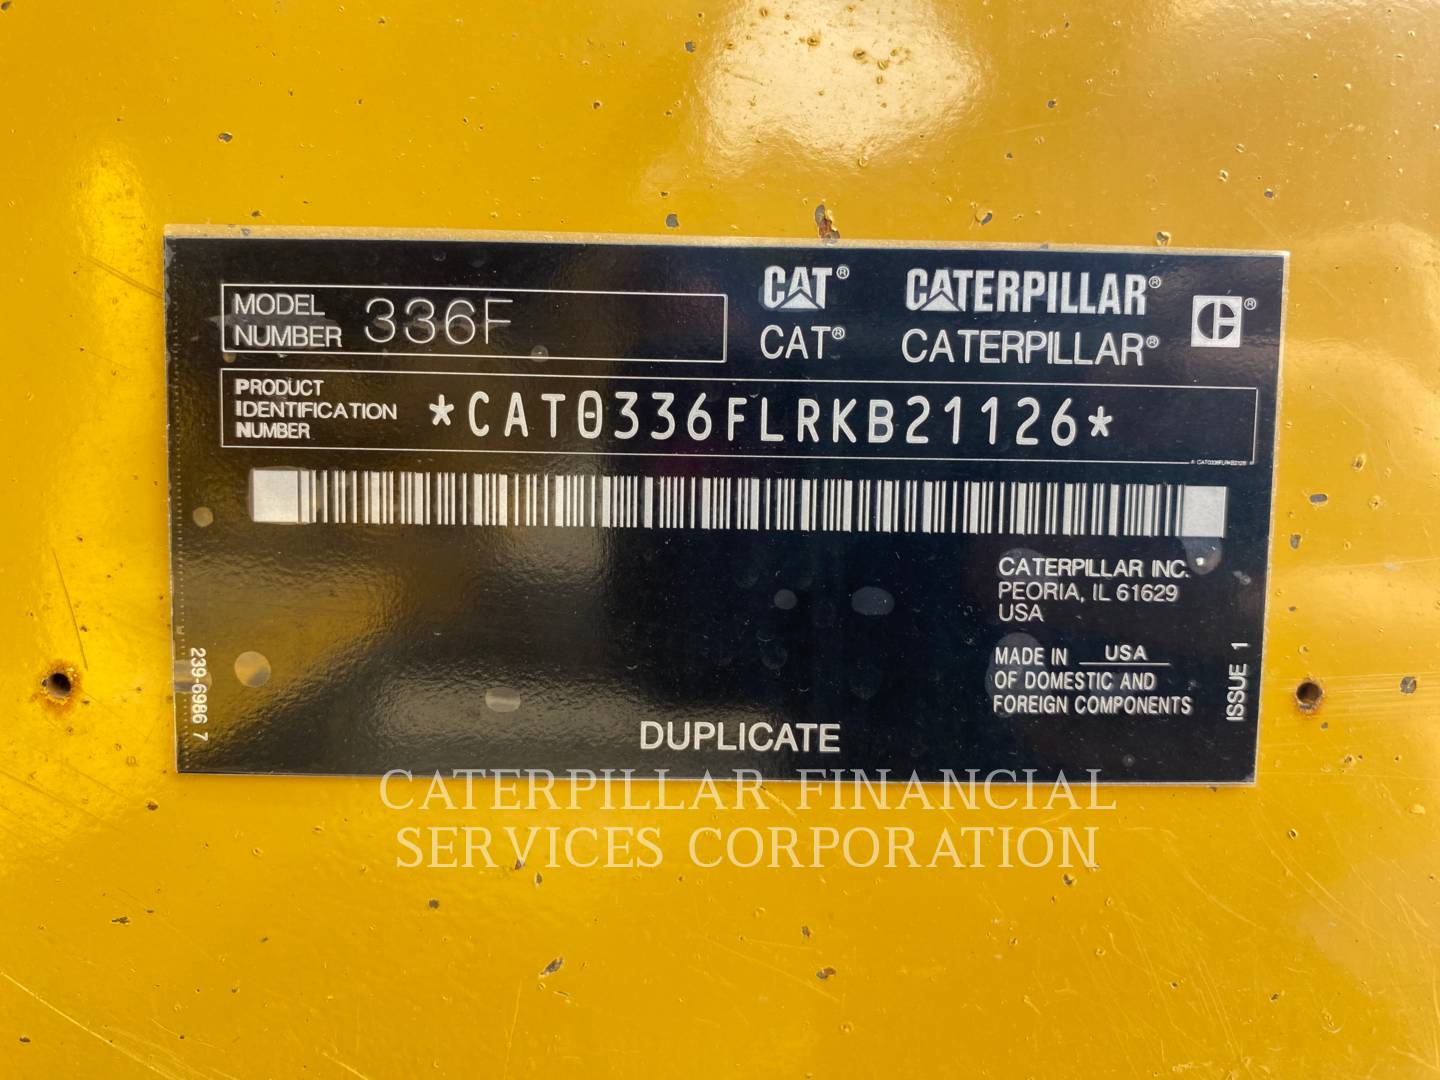 MODEL
NUMBER 336F
CAT® CATERPILLAR®
CAT® CATERPILLAR®
PRODUCT
IDENTIFICATION
NUMBER
*CAT0336FLRKB21126*
CATERPILLAR INC.
PEORIA, IL 61629
USA
MADE IN USA
OF DOMESTIC AND
FOREIGN COMPONENTS
ISSUE 1
239-6986 7
DUPLICATE
CATERPILLAR FINANCIAL
SERVICES CORPORATION